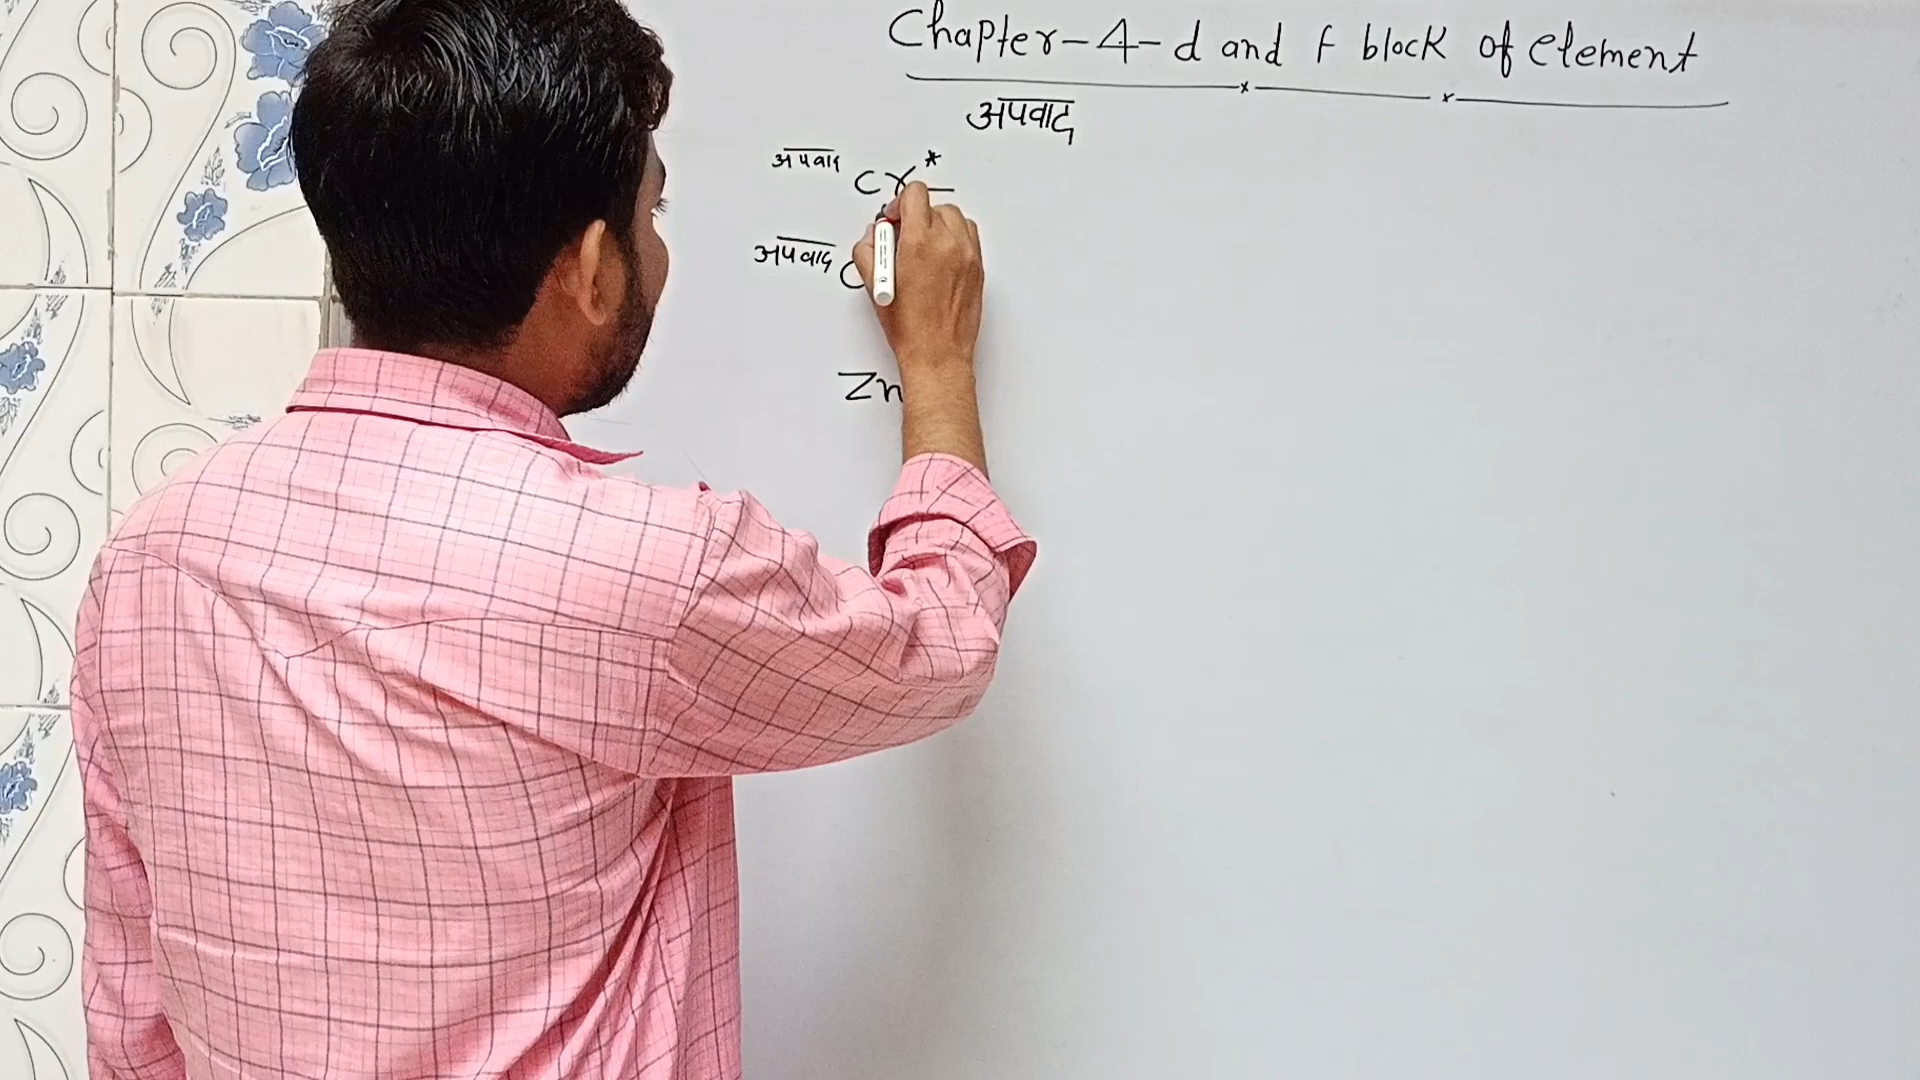 Chapter-4-d and f block of element
अपवाद
अपवाद Cr* –
अपवाद C
Zn